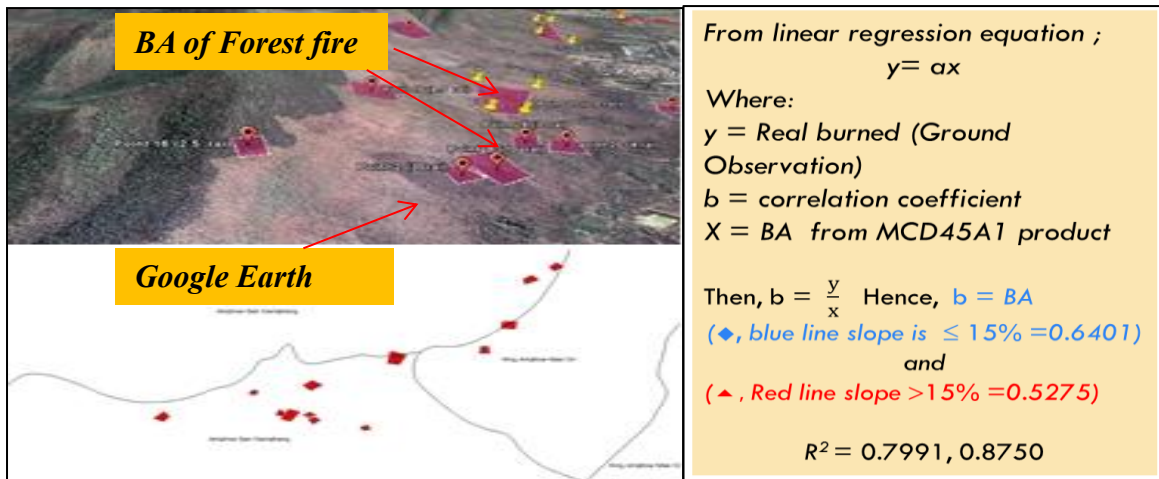 BA of Forest fire
Google Earth
From linear regression equation ;
y= ax
Where:
y = Real burned (Ground
Observation)
b = correlation coefficient
X = BA from MCD45A1 product
Then, b = y/x Hence, b = BA
(◆, blue line slope is ≤ 15% =0.6401)
and
(▲, Red line slope >15% =0.5275)
R² = 0.7991, 0.8750